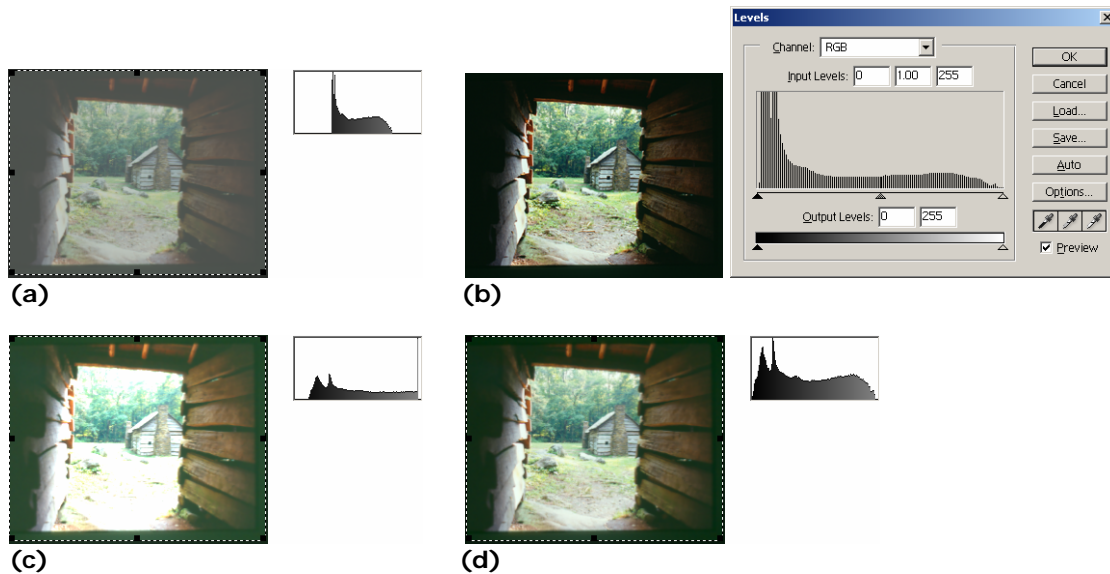 Levels
Channel: RGB
Input Levels: 0 1.00 255
OK
Cancel
Load...
Save...
Auto
Options...
Output Levels: 0 255
Preview
(a)
(b)
(c)
(d)